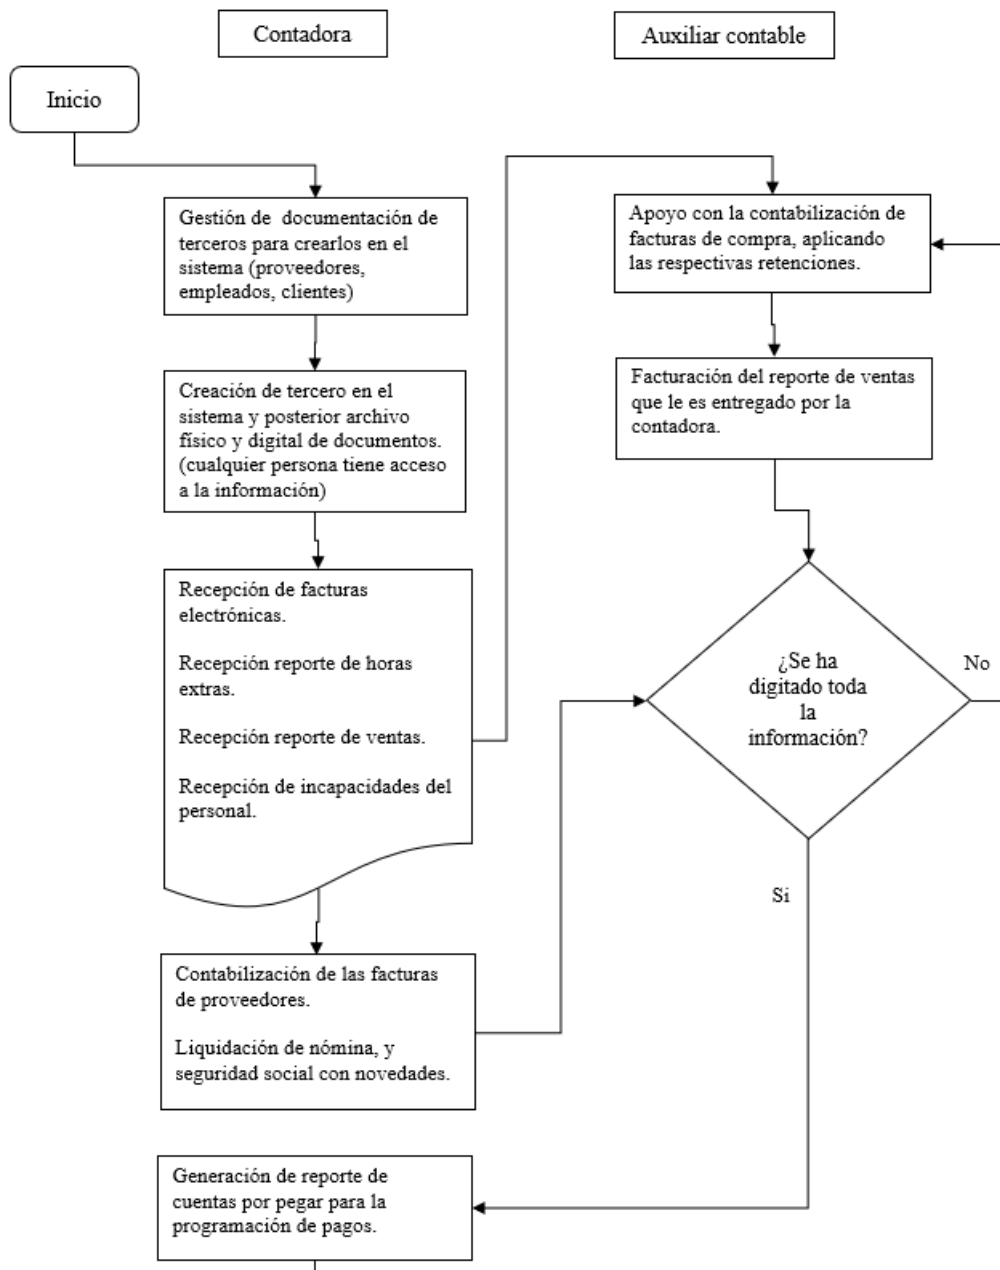 Contadora
Auxiliar contable
Inicio
Gestión de documentación de
terceros para crearlos en el
sistema (proveedores,
empleados, clientes)
Creación de tercero en el
sistema y posterior archivo
físico y digital de documentos.
(cualquier persona tiene acceso
a la información)
Recepción de facturas
electrónicas.
Recepción reporte de horas
extras.
Recepción reporte de ventas.
Recepción de incapacidades del
personal.
Contabilización de las facturas
de proveedores.
Liquidación de nómina, y
seguridad social con novedades.
Generación de reporte de
cuentas por pegar para la
programación de pagos.
Apoyo con la contabilización de
facturas de compra, aplicando
las respectivas retenciones.
Facturación del reporte de ventas
que le es entregado por la
contadora.
¿Se ha
digitado toda
la
información?
No
Si